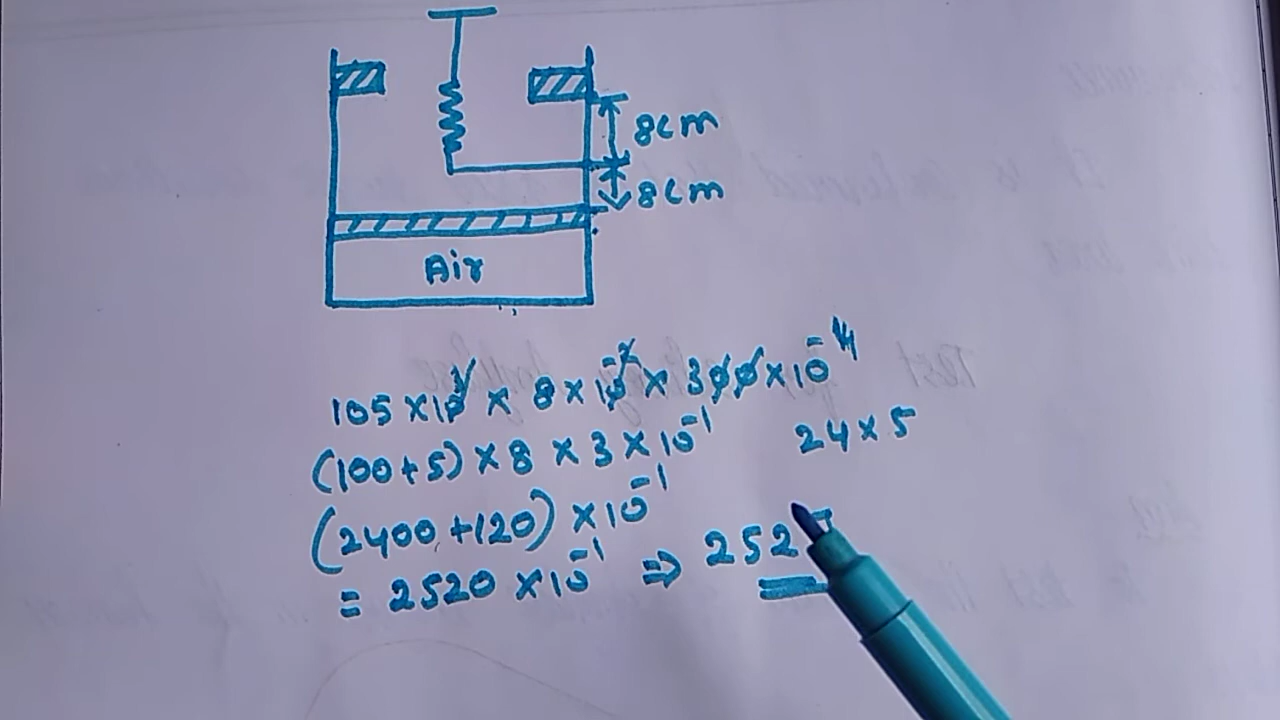 8cm
8cm
Air
105 × 10³ × 8 × 10⁻² × 300 × 10⁻⁴
(100+5) × 8 × 3 × 10⁻¹
24 × 5
(2400 + 120) × 10⁻¹
= 2520 × 10⁻¹ ⇒ 252